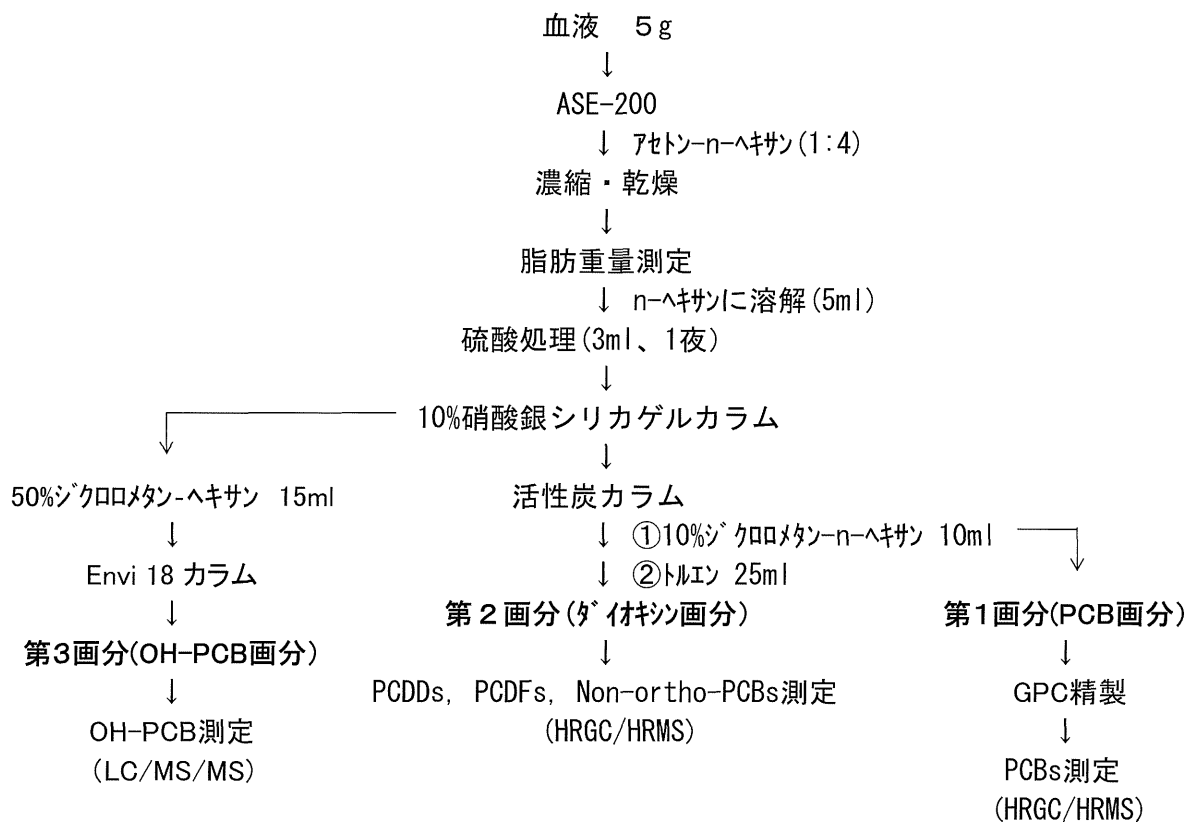 血液　５g
↓
ASE-200
↓ ｱｾﾄﾝ-n-ﾍｷｻﾝ(1:4)
濃縮・乾燥
↓
脂肪重量測定
↓ n-ﾍｷｻﾝに溶解(5ml)
硫酸処理(3ml、1夜)
↓
10%硝酸銀シリカゲルカラム
↓
50%ｼﾞｸﾛﾛﾒﾀﾝ-ﾍｷｻﾝ 15ml
↓
Envi 18 カラム
↓
第3画分(OH-PCB画分)
↓
OH-PCB測定
(LC/MS/MS)
活性炭カラム
↓ ①10%ｼﾞｸﾛﾛﾒﾀﾝ-n-ﾍｷｻﾝ 10ml
↓ ②ﾄﾙｴﾝ 25ml
第２画分(ﾀﾞｲｵｷｼﾝ画分)
↓
PCDDs, PCDFs, Non-ortho-PCBs測定
(HRGC/HRMS)
第1画分(PCB画分)
↓
GPC精製
↓
PCBs測定
(HRGC/HRMS)